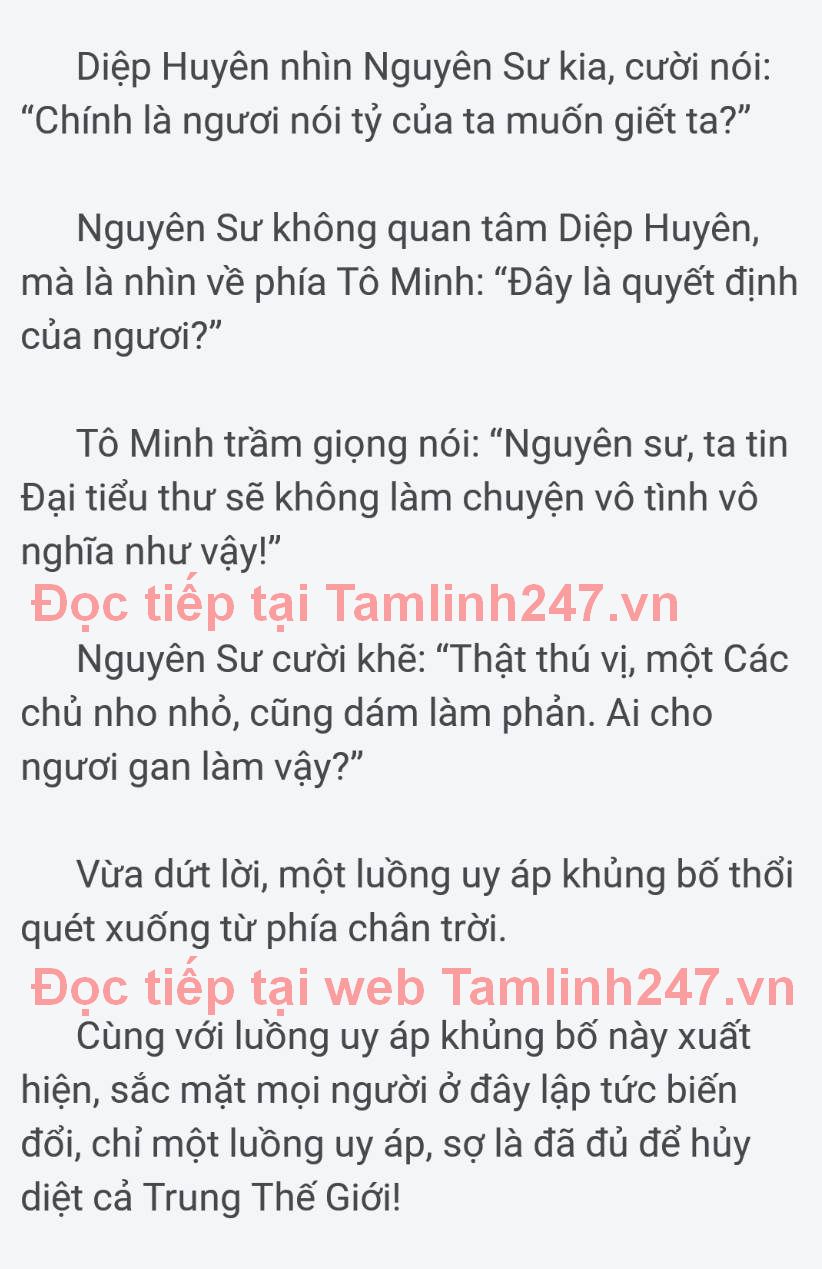 Diệp Huyên nhìn Nguyên Sư kia, cười nói:
“Chính là ngươi nói tỷ của ta muốn giết ta?”
Nguyên Sư không quan tâm Diệp Huyên,
mà là nhìn về phía Tô Minh: “Đây là quyết định
của ngươi?”
Tô Minh trầm giọng nói: “Nguyên sư, ta tin
Đại tiểu thư sẽ không làm chuyện vô tình vô
nghĩa như vậy!”
Đọc tiếp tại Tamlinh247.vn
Nguyên Sư cười khẽ: “Thật thú vị, một Các
chủ nho nhỏ, cũng dám làm phản. Ai cho
ngươi gan làm vậy?”
Vừa dứt lời, một luồng uy áp khủng bố thổi
quét xuống từ phía chân trời.
Đọc tiếp tại web Tamlinh247.vn
Cùng với luồng uy áp khủng bố này xuất
hiện, sắc mặt mọi người ở đây lập tức biến
đổi, chỉ một luồng uy áp, sợ là đã đủ để hủy
diệt cả Trung Thế Giới!